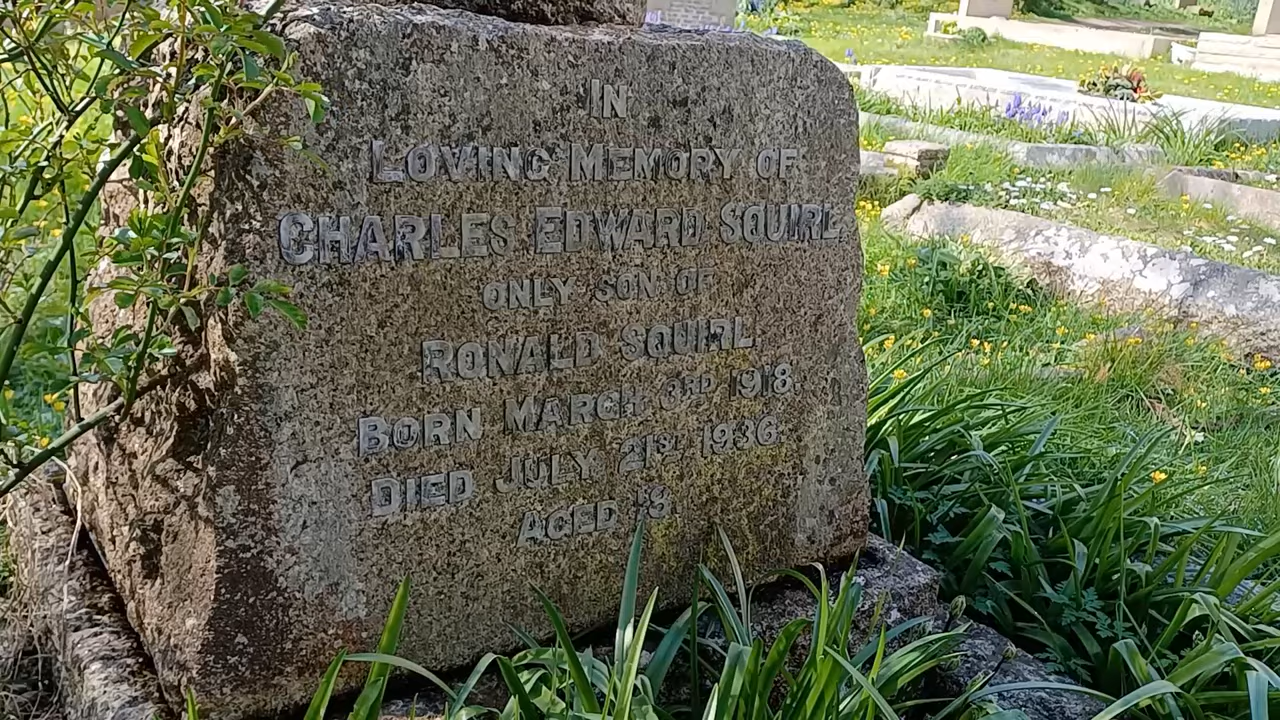 IN
LOVING MEMORY OF
CHARLES EDWARD SQUIRL
ONLY SON OF
RONALD SQUIRL
BORN MARCH 3RD 1918
DIED JULY 21ST 1936
AGED 18.